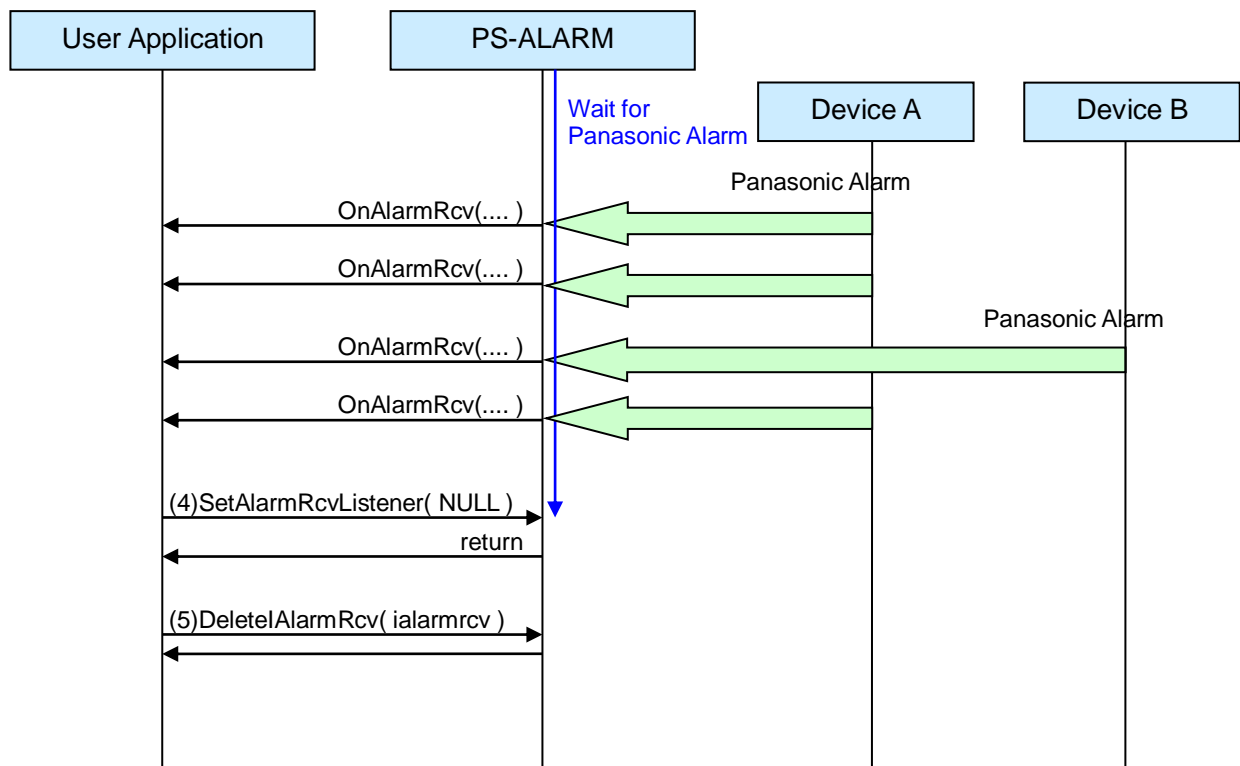 User Application
PS-ALARM
Device A
Device B
Wait for
Panasonic Alarm
Panasonic Alarm
OnAlarmRcv(.... )
OnAlarmRcv(.... )
Panasonic Alarm
OnAlarmRcv(.... )
OnAlarmRcv(.... )
(4)SetAlarmRcvListener( NULL )
return
(5)DeleteIAlarmRcv( ialarmrcv )